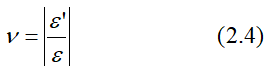 ν = |ε'/ε| (2.4)